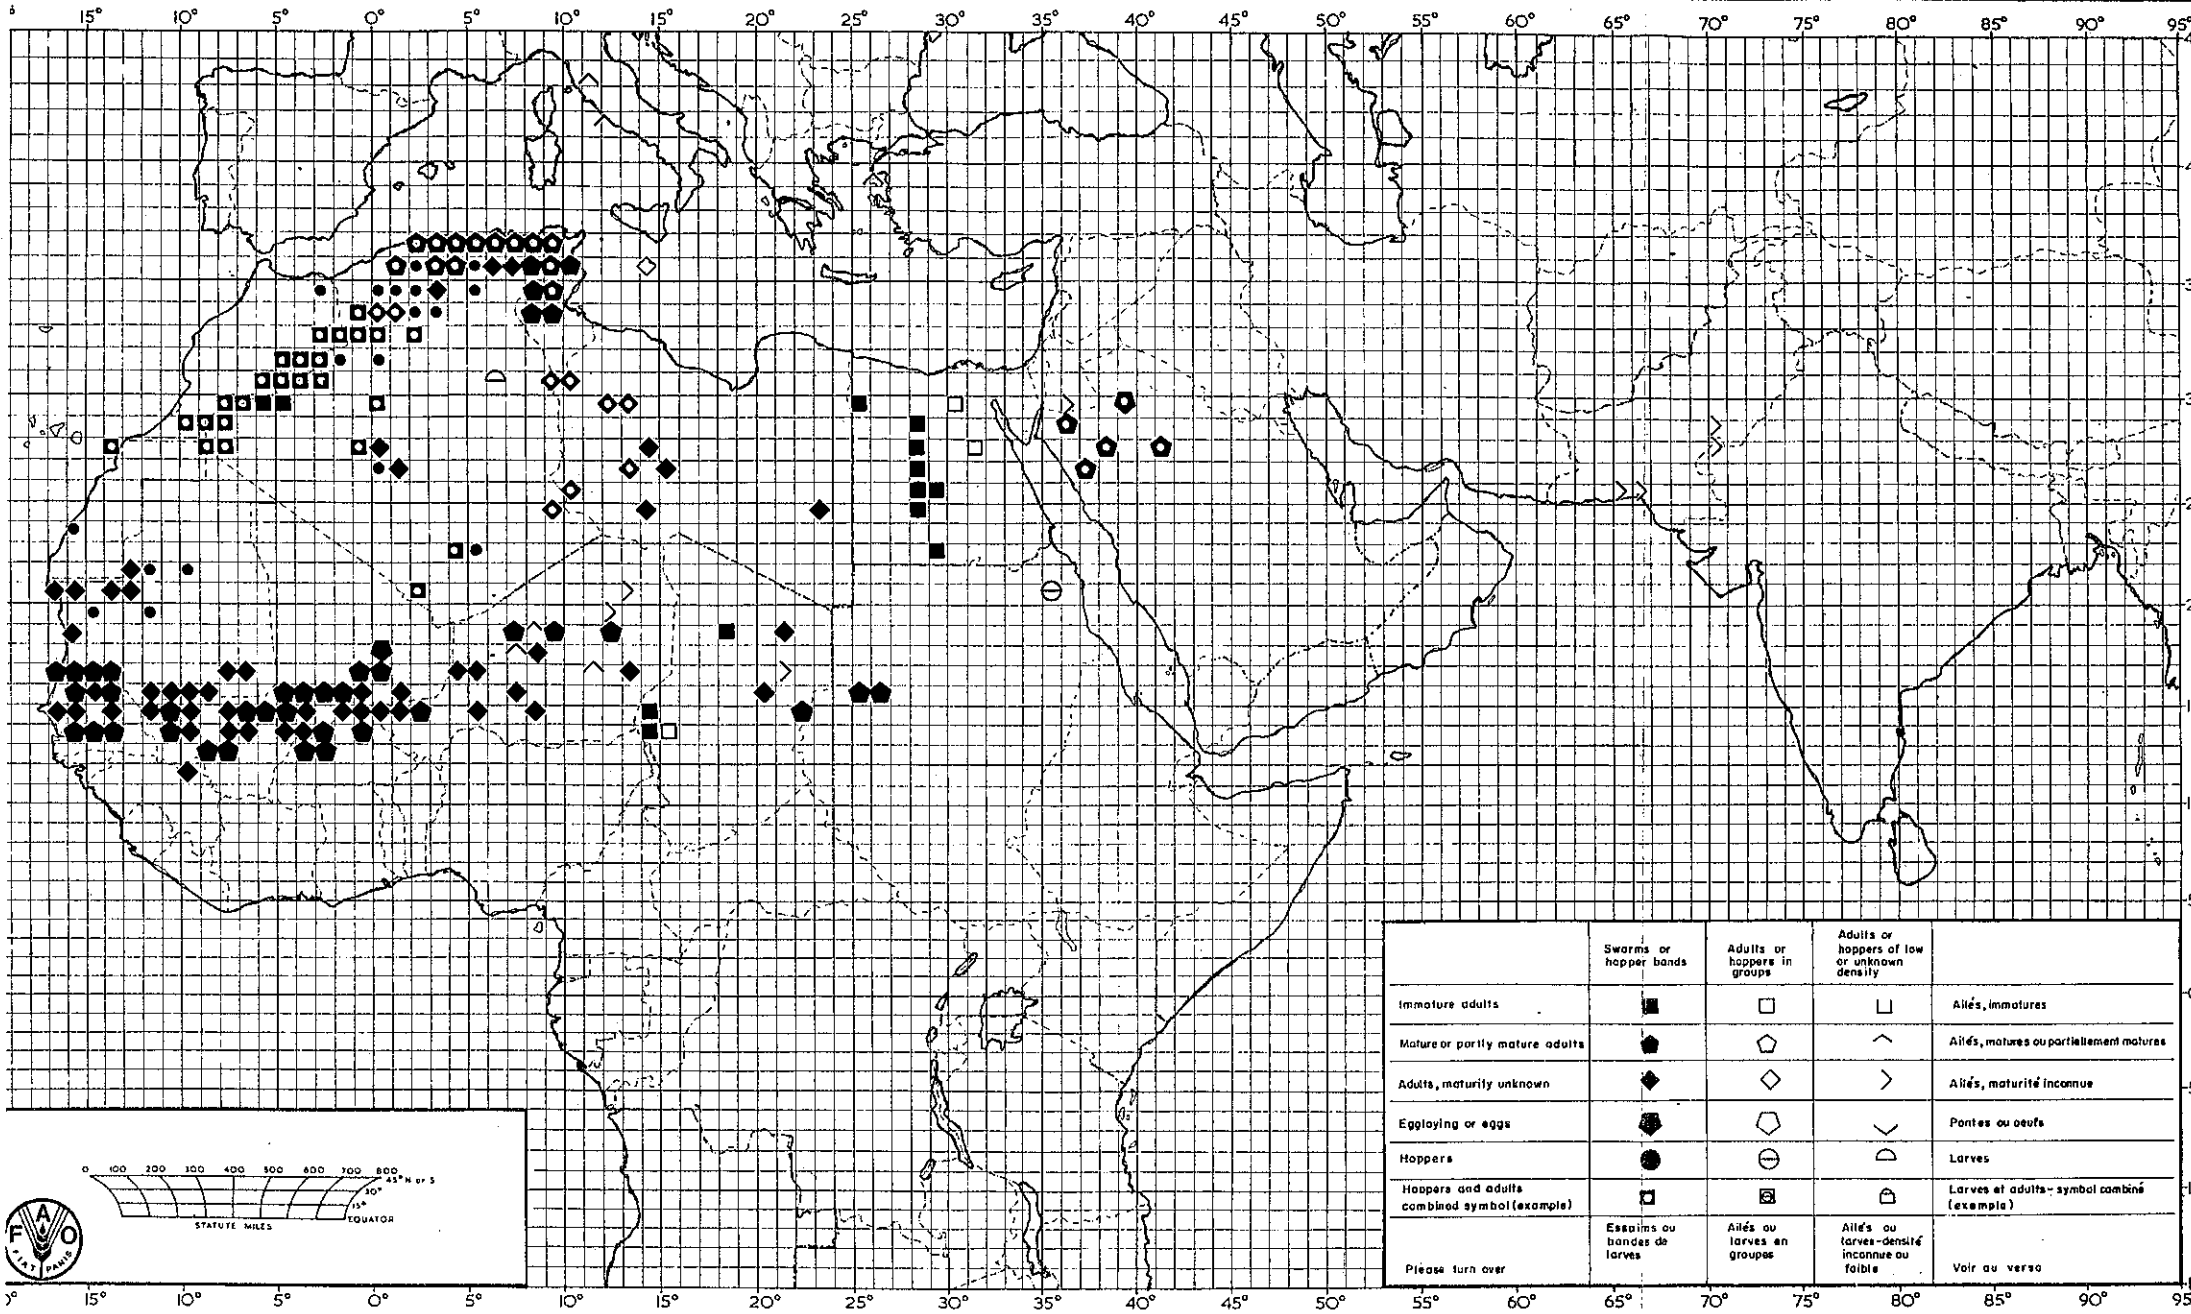 15° 10° 5° 0° 5° 10° 15° 20° 25° 30° 35° 40° 45° 50° 55° 60° 65° 70° 75° 80° 85° 90° 95°
Swarms or hopper bands
Adults or hoppers in groups
Adults or hoppers of low or unknown density
Immature adults
Ailés, immatures
Mature or partly mature adults
Ailés, matures ou partiellement matures
Adults, maturity unknown
Ailés, maturité inconnue
Egglaying or eggs
Pontes ou oeufs
Hoppers
Larves
Hoppers and adults
combined symbol (example)
Larves et adults - symbol combiné
(exemple)
Essaims ou bandes de larves
Ailés ou larves en groupes
Ailés ou larves-densité inconnue ou faible
Please turn over
Voir au verso
0 100 200 300 400 500 600 700 800
45° N or S
30°
15°
EQUATOR
STATUTE MILES
F A O
FIAT PANIS
15° 10° 5° 0° 5° 10° 15° 20° 25° 30° 35° 40° 45° 50° 55° 60° 65° 70° 75° 80° 85° 90° 95